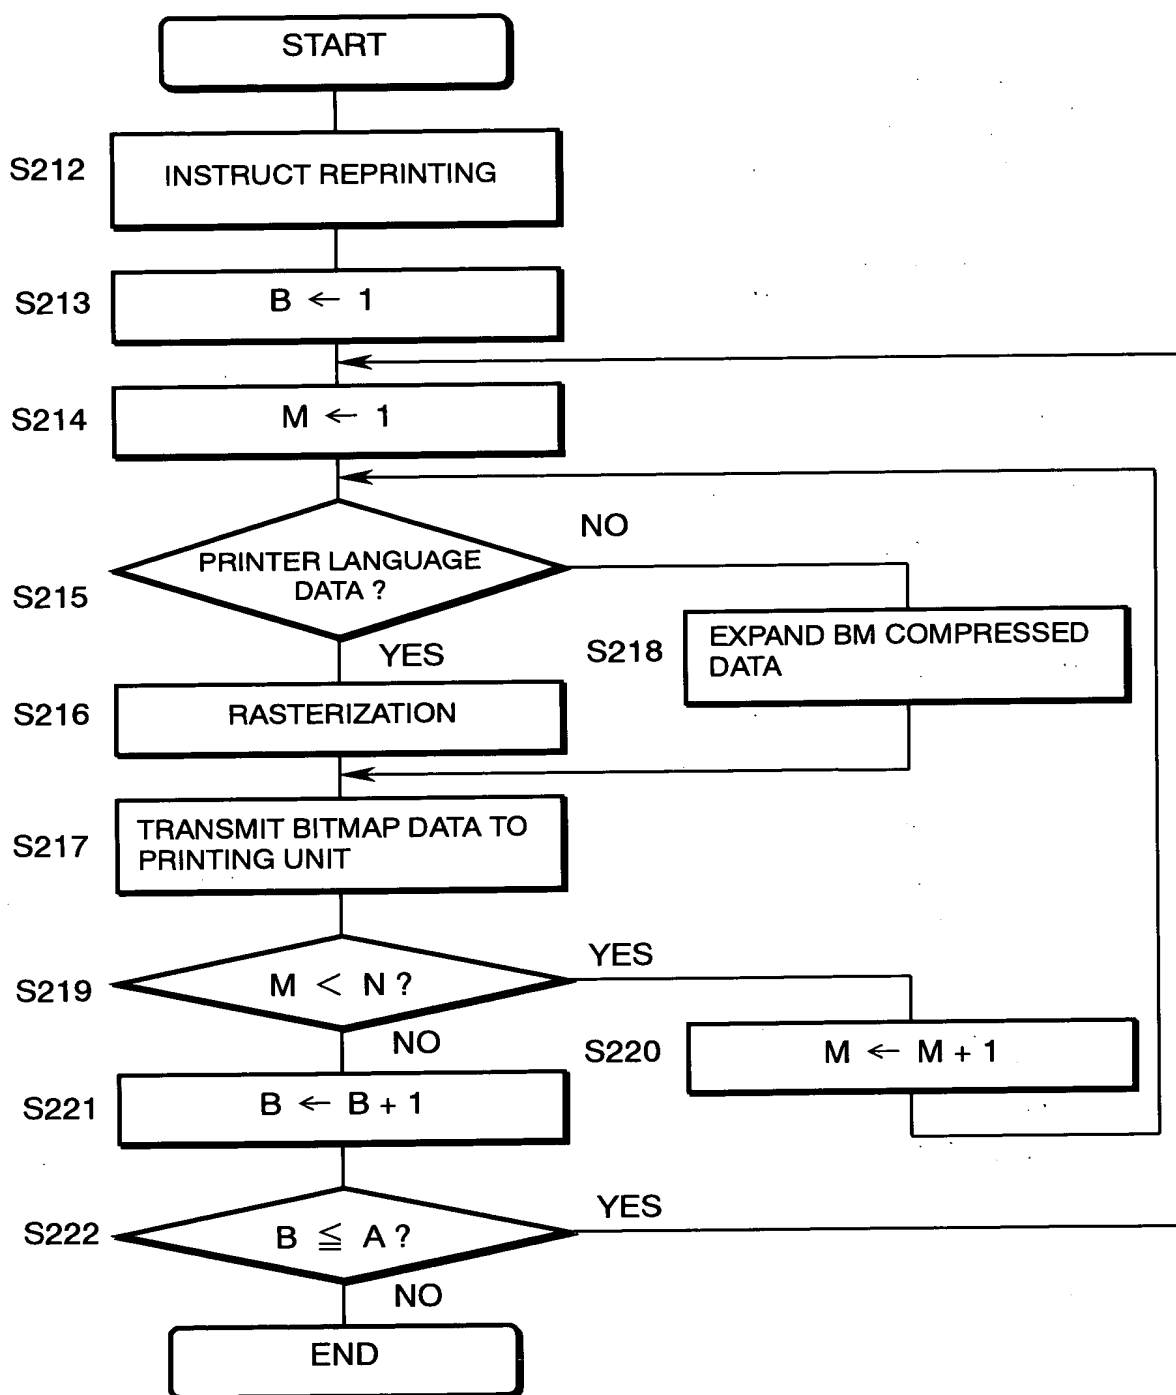 START
S212
INSTRUCT REPRINTING
S213
B ← 1
S214
M ← 1
S215
PRINTER LANGUAGE
DATA ?
NO
YES
S218
EXPAND BM COMPRESSED
DATA
S216
RASTERIZATION
S217
TRANSMIT BITMAP DATA TO
PRINTING UNIT
S219
M < N ?
YES
NO
S220
M ← M + 1
S221
B ← B + 1
S222
B ≦ A ?
YES
NO
END